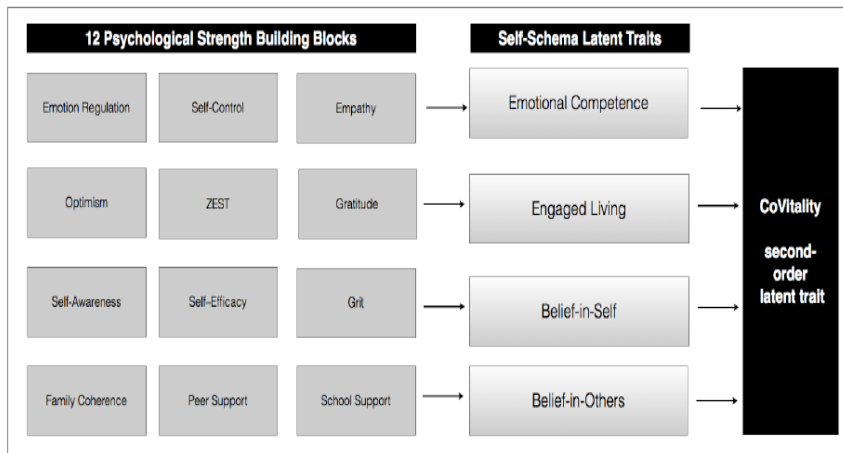 12 Psychological Strength Building Blocks
Self-Schema Latent Traits
Emotion Regulation
Self-Control
Empathy
Emotional Competence
Optimism
ZEST
Gratitude
Engaged Living
Self-Awareness
Self-Efficacy
Grit
Belief-in-Self
Family Coherence
Peer Support
School Support
Belief-in-Others
CoVitality
second-
order
latent trait